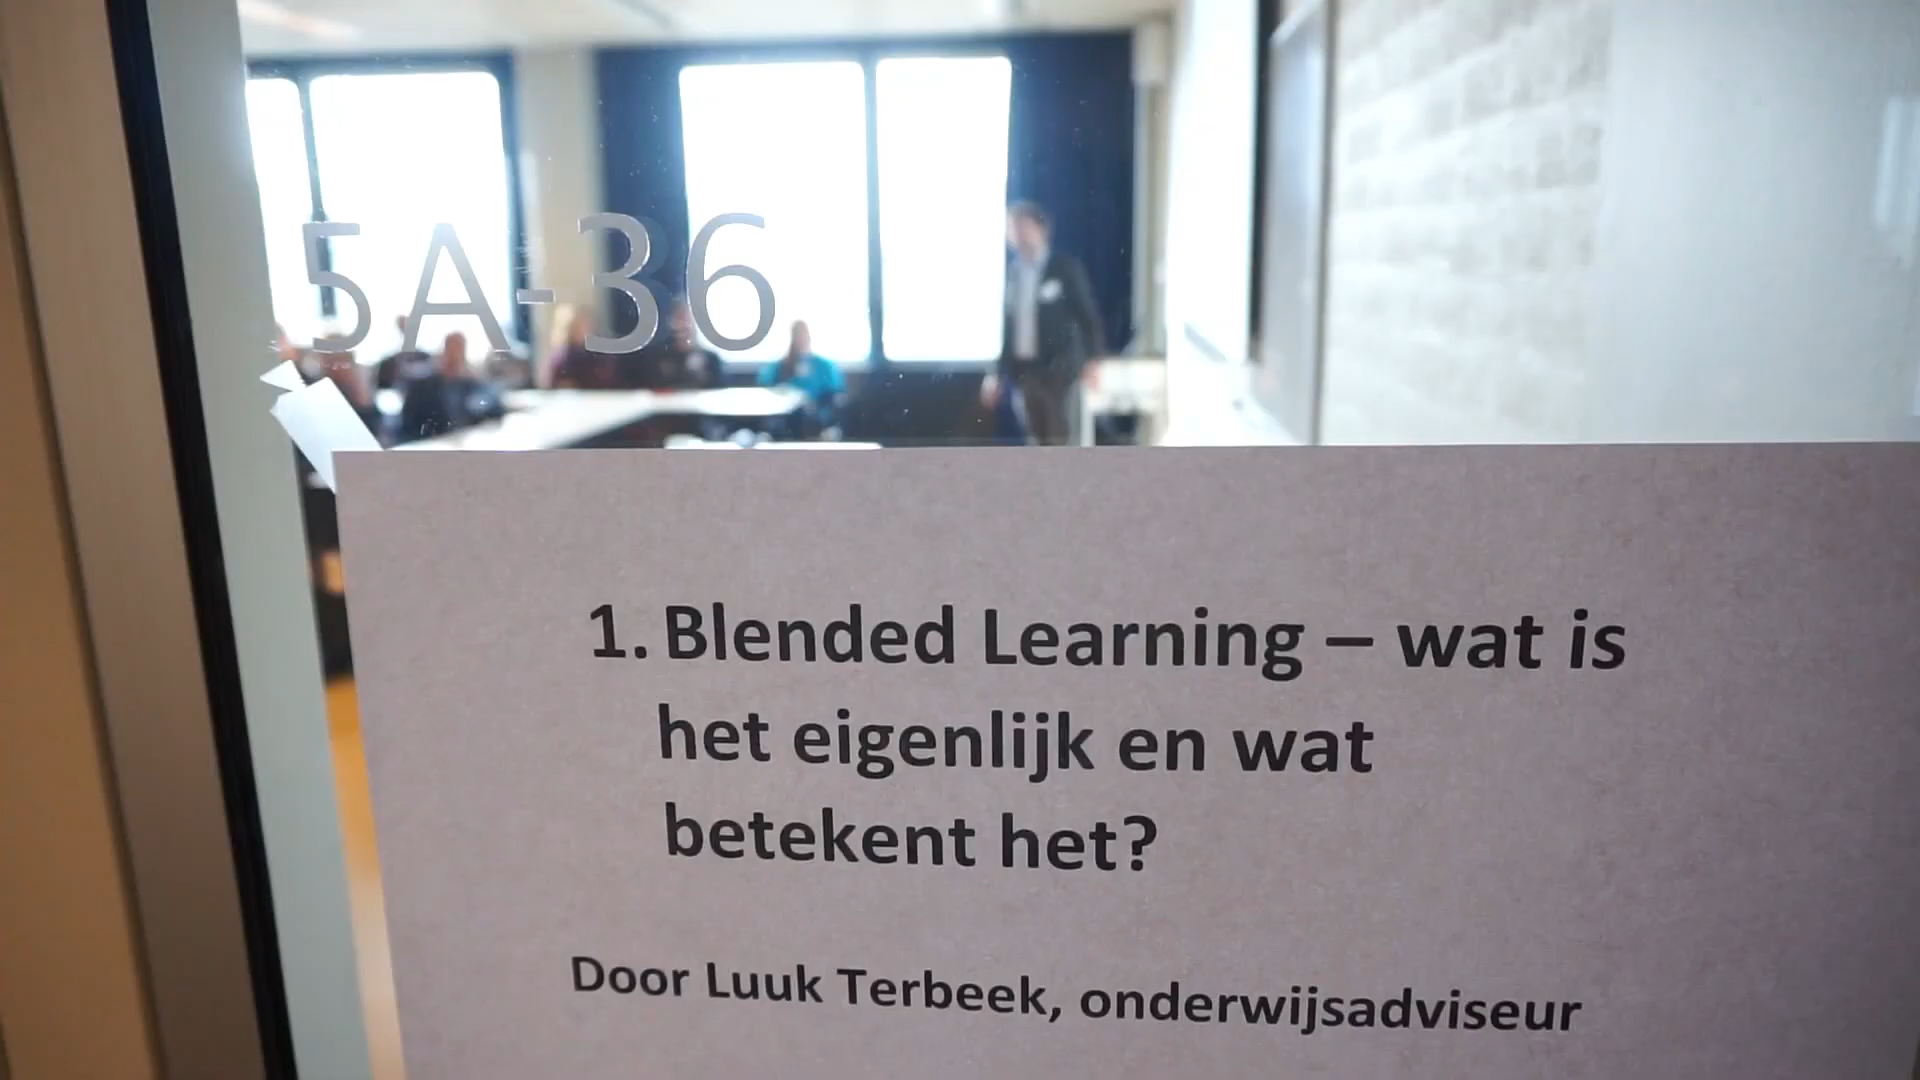 5A-36
1. Blended Learning – wat is
het eigenlijk en wat
betekent het?
Door Luuk Terbeek, onderwijsadviseur